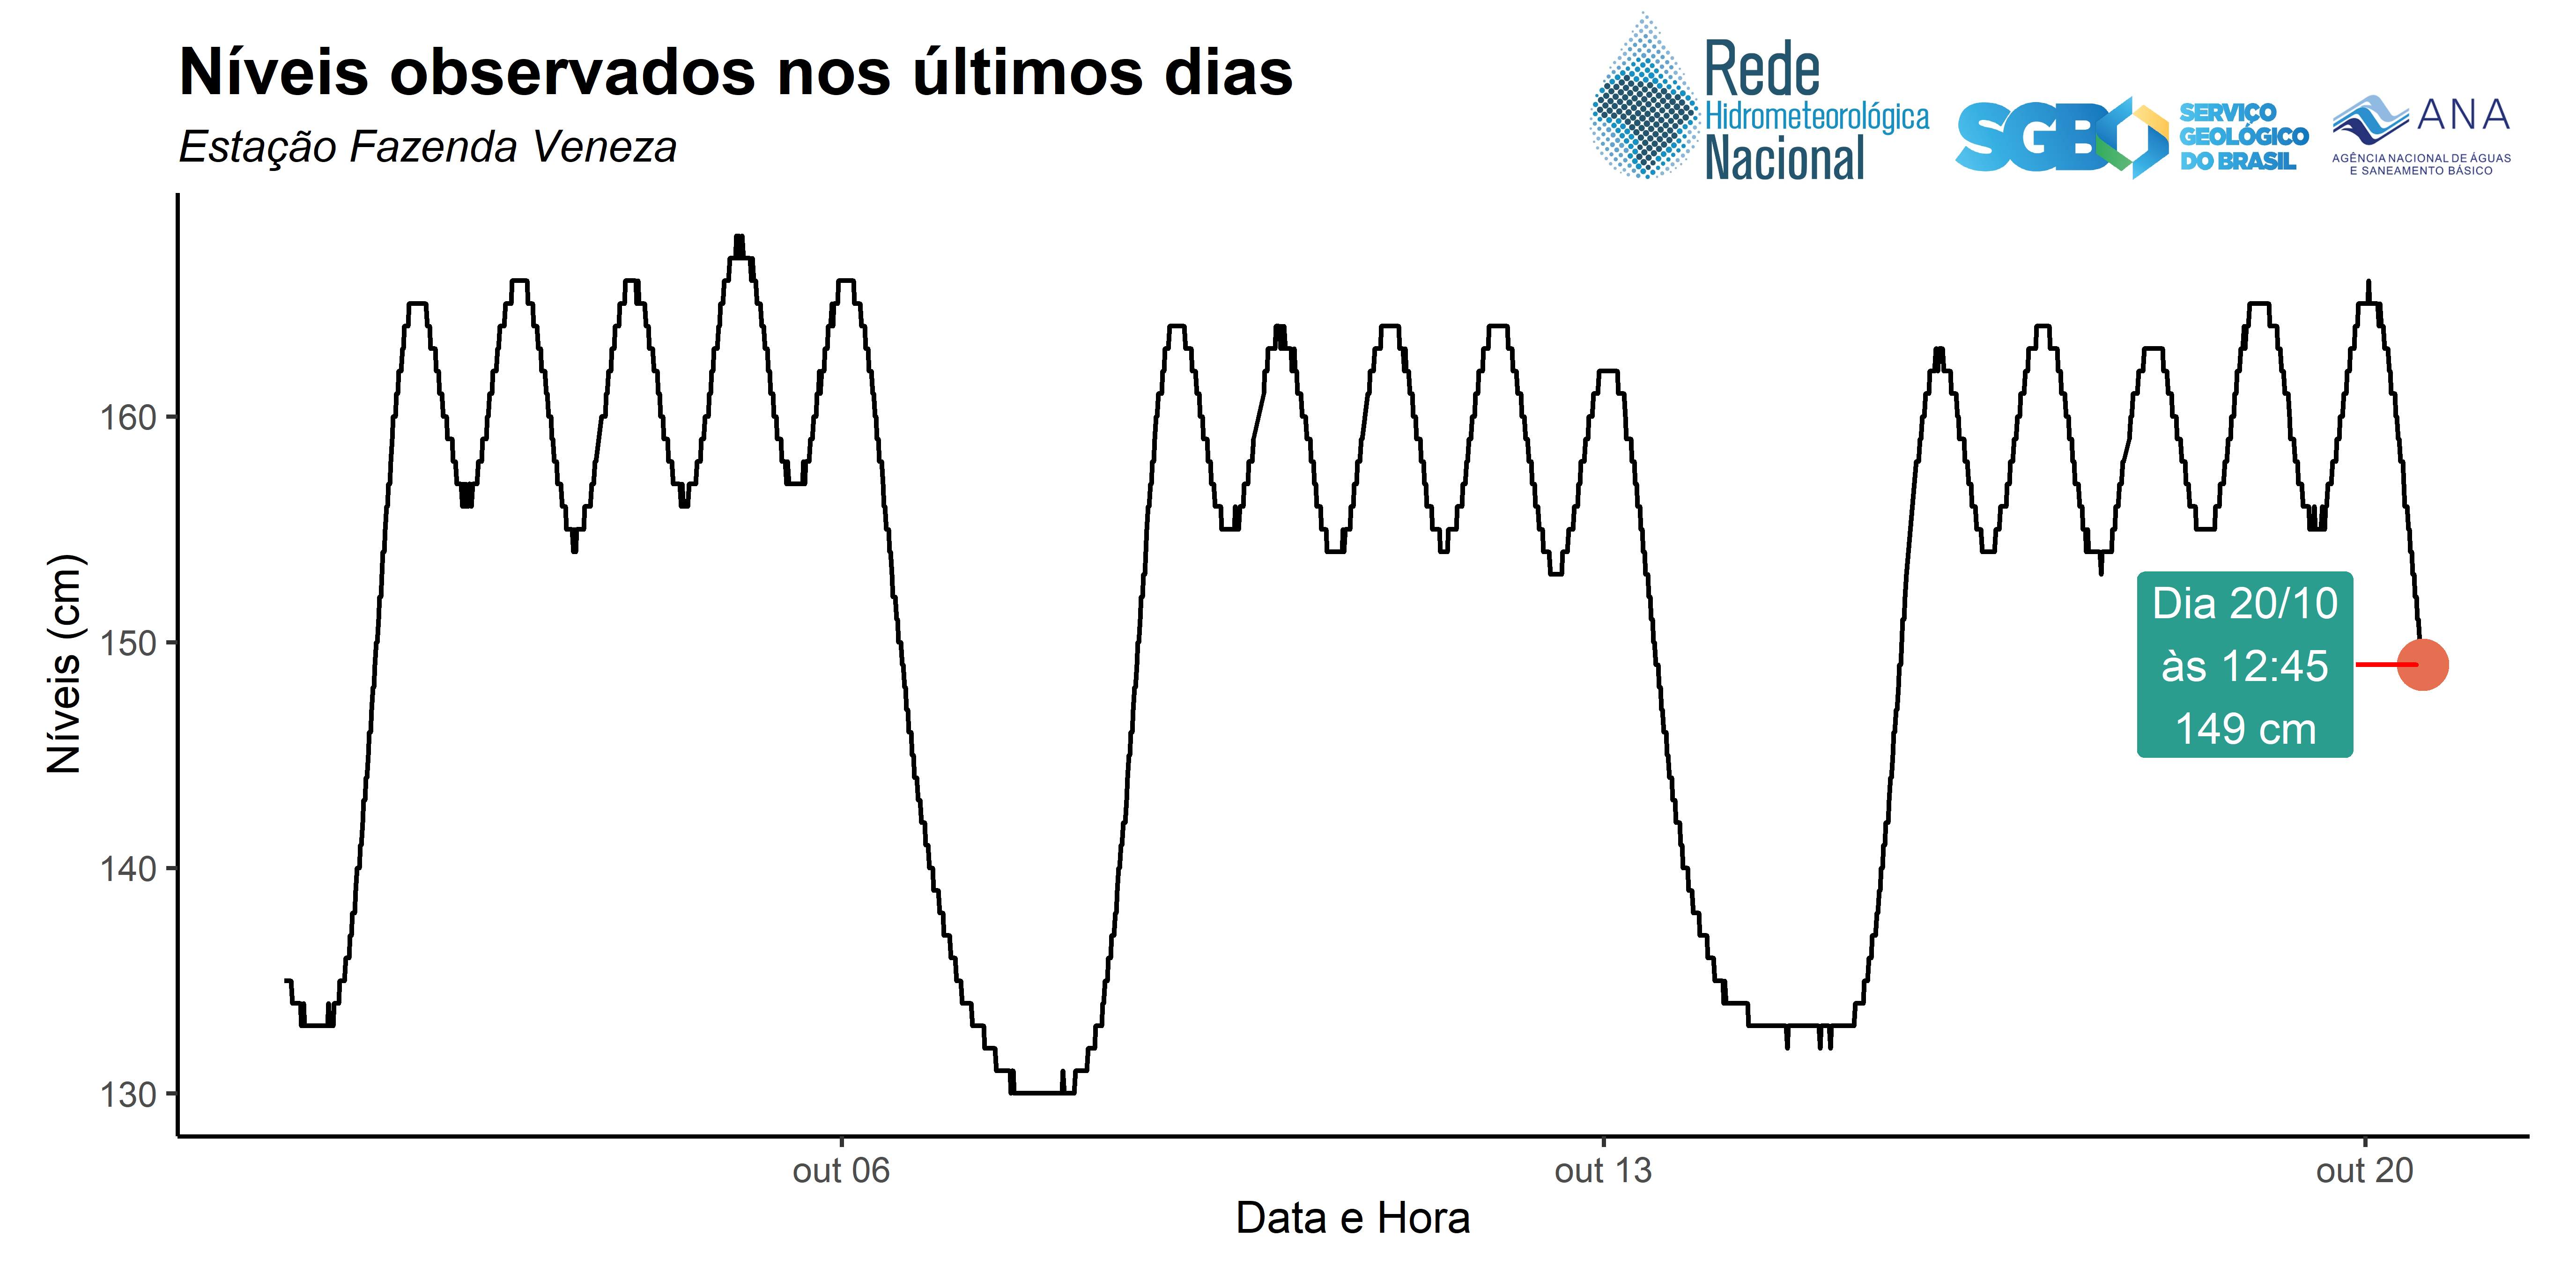 Níveis observados nos últimos dias
Estação Fazenda Veneza
Rede
Hidrometeorológica
Nacional
SGB
SERVIÇO
GEOLÓGICO
DO BRASIL
ANA
AGÊNCIA NACIONAL DE ÁGUAS
E SANEAMENTO BÁSICO
Níveis (cm)
160
150
140
130
Dia 20/10
às 12:45
149 cm
out 06
out 13
out 20
Data e Hora